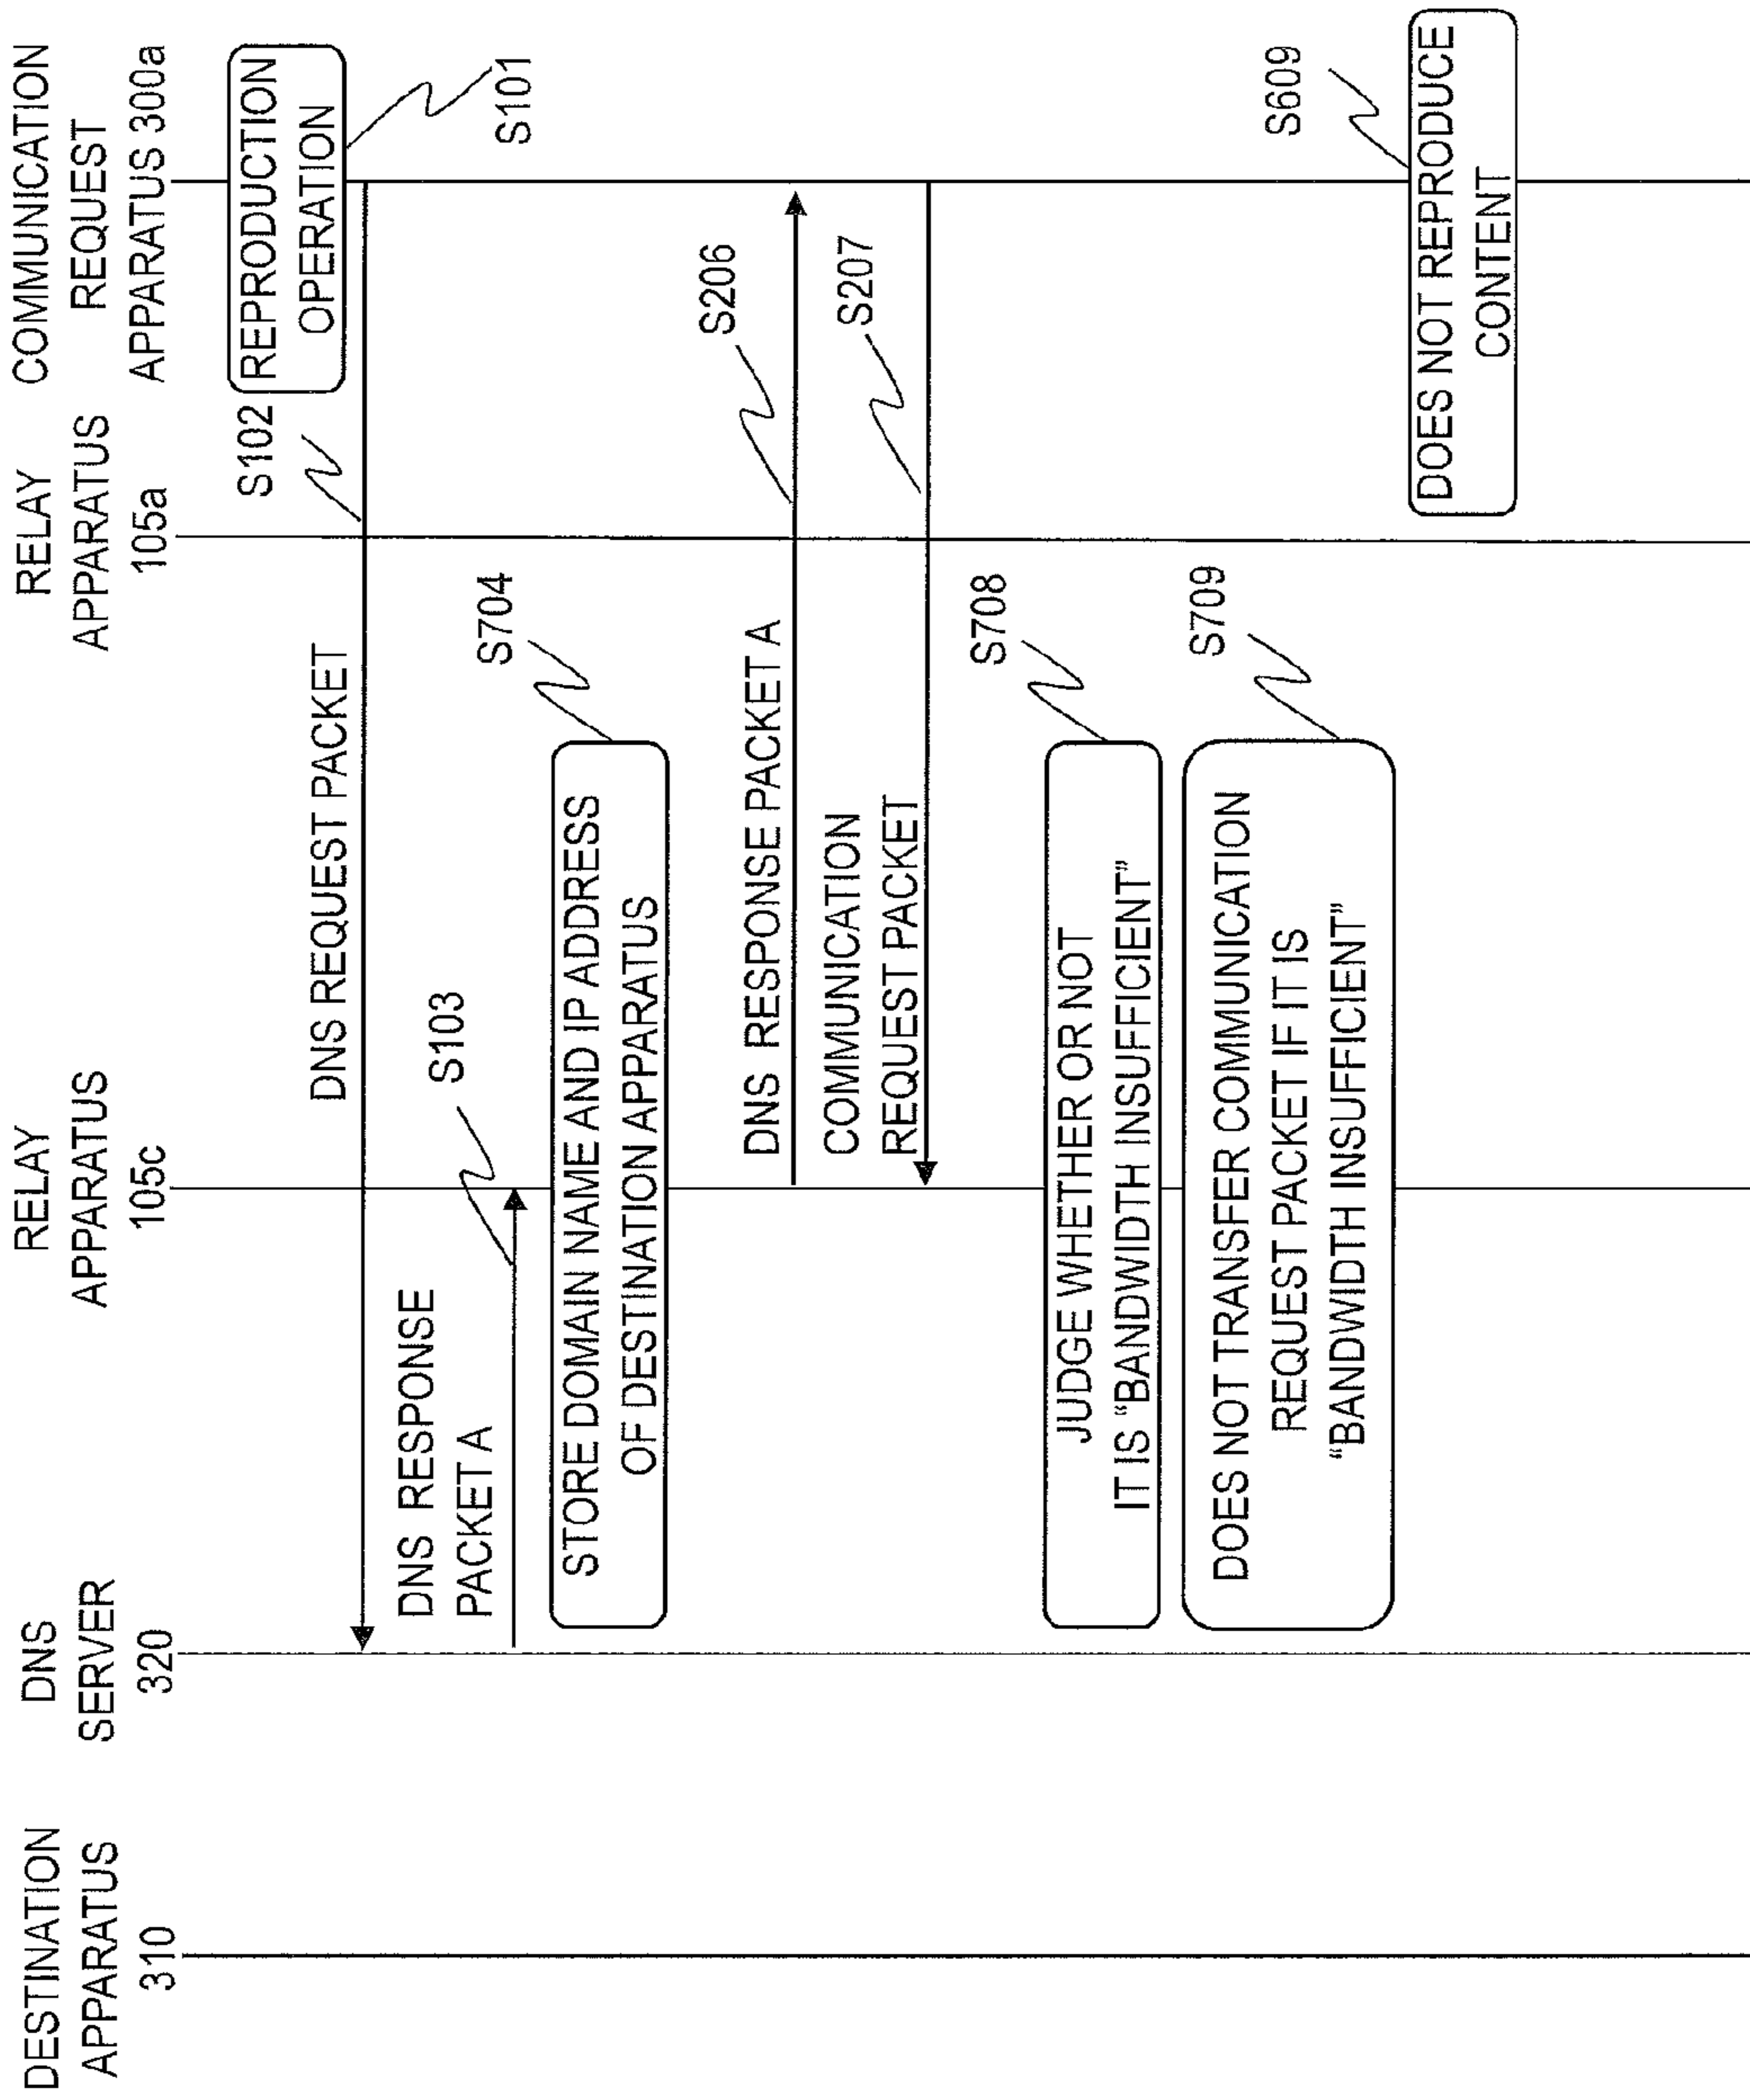 DESTINATION
APPARATUS
310
DNS
SERVER
320
RELAY
APPARATUS
105c
RELAY
APPARATUS
105a
COMMUNICATION
REQUEST
APPARATUS 300a
REPRODUCTION
OPERATION
S101
S102
DNS REQUEST PACKET
DNS RESPONSE
PACKET A
S103
STORE DOMAIN NAME AND IP ADDRESS
OF DESTINATION APPARATUS
S704
DNS RESPONSE PACKET A
S206
COMMUNICATION
REQUEST PACKET
S207
JUDGE WHETHER OR NOT
IT IS “BANDWIDTH INSUFFICIENT”
S708
DOES NOT TRANSFER COMMUNICATION
REQUEST PACKET IF IT IS
“BANDWIDTH INSUFFICIENT”
S709
DOES NOT REPRODUCE
CONTENT
S609